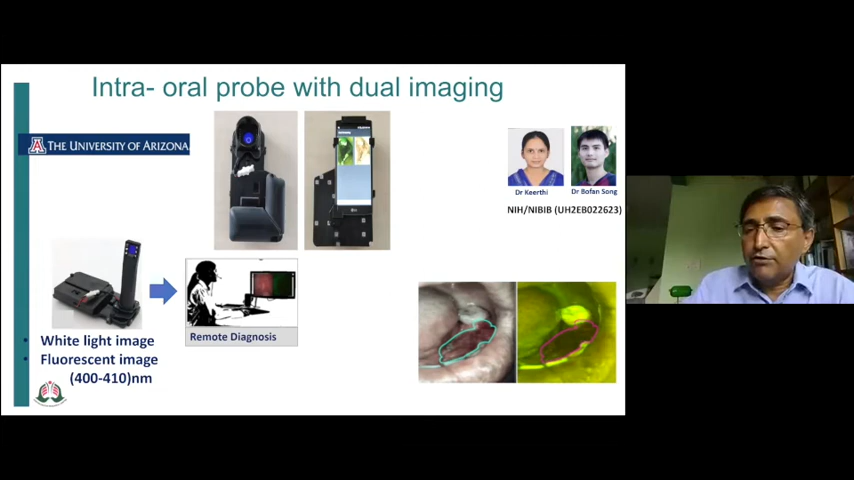 Intra- oral probe with dual imaging
THE UNIVERSITY OF ARIZONA
Dr Keerthi
Dr Bofan Song
NIH/NIBIB (UH2EB022623)
Remote Diagnosis
• White light image
• Fluorescent image
(400-410)nm